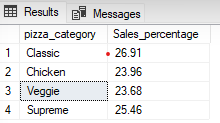 Results Messages
pizza_category Sales_percentage
1 Classic 26.91
2 Chicken 23.96
3 Veggie 23.68
4 Supreme 25.46